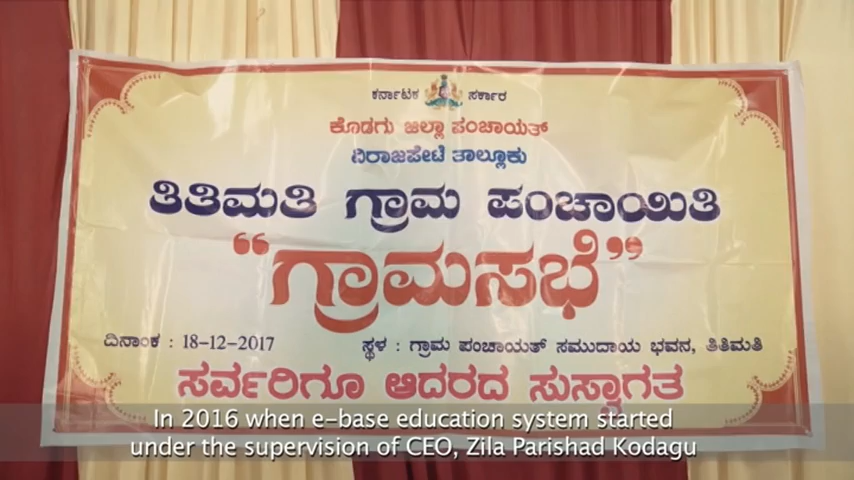 ಕರ್ನಾಟಕ ಸರ್ಕಾರ
ಕೊಡಗು ಜಿಲ್ಲಾ ಪಂಚಾಯತ್
ವಿರಾಜಪೇಟೆ ತಾಲ್ಲೂಕು
ತಿತಿಮತಿ ಗ್ರಾಮ ಪಂಚಾಯಿತಿ
“ಗ್ರಾಮಸಭೆ”
ದಿನಾಂಕ : 18-12-2017 ಸ್ಥಳ : ಗ್ರಾಮ ಪಂಚಾಯತ್ ಸಮುದಾಯ ಭವನ, ತಿತಿಮತಿ
ಸರ್ವರಿಗೂ ಆದರದ ಸುಸ್ವಾಗತ
In 2016 when e-base education system started
under the supervision of CEO, Zila Parishad Kodagu